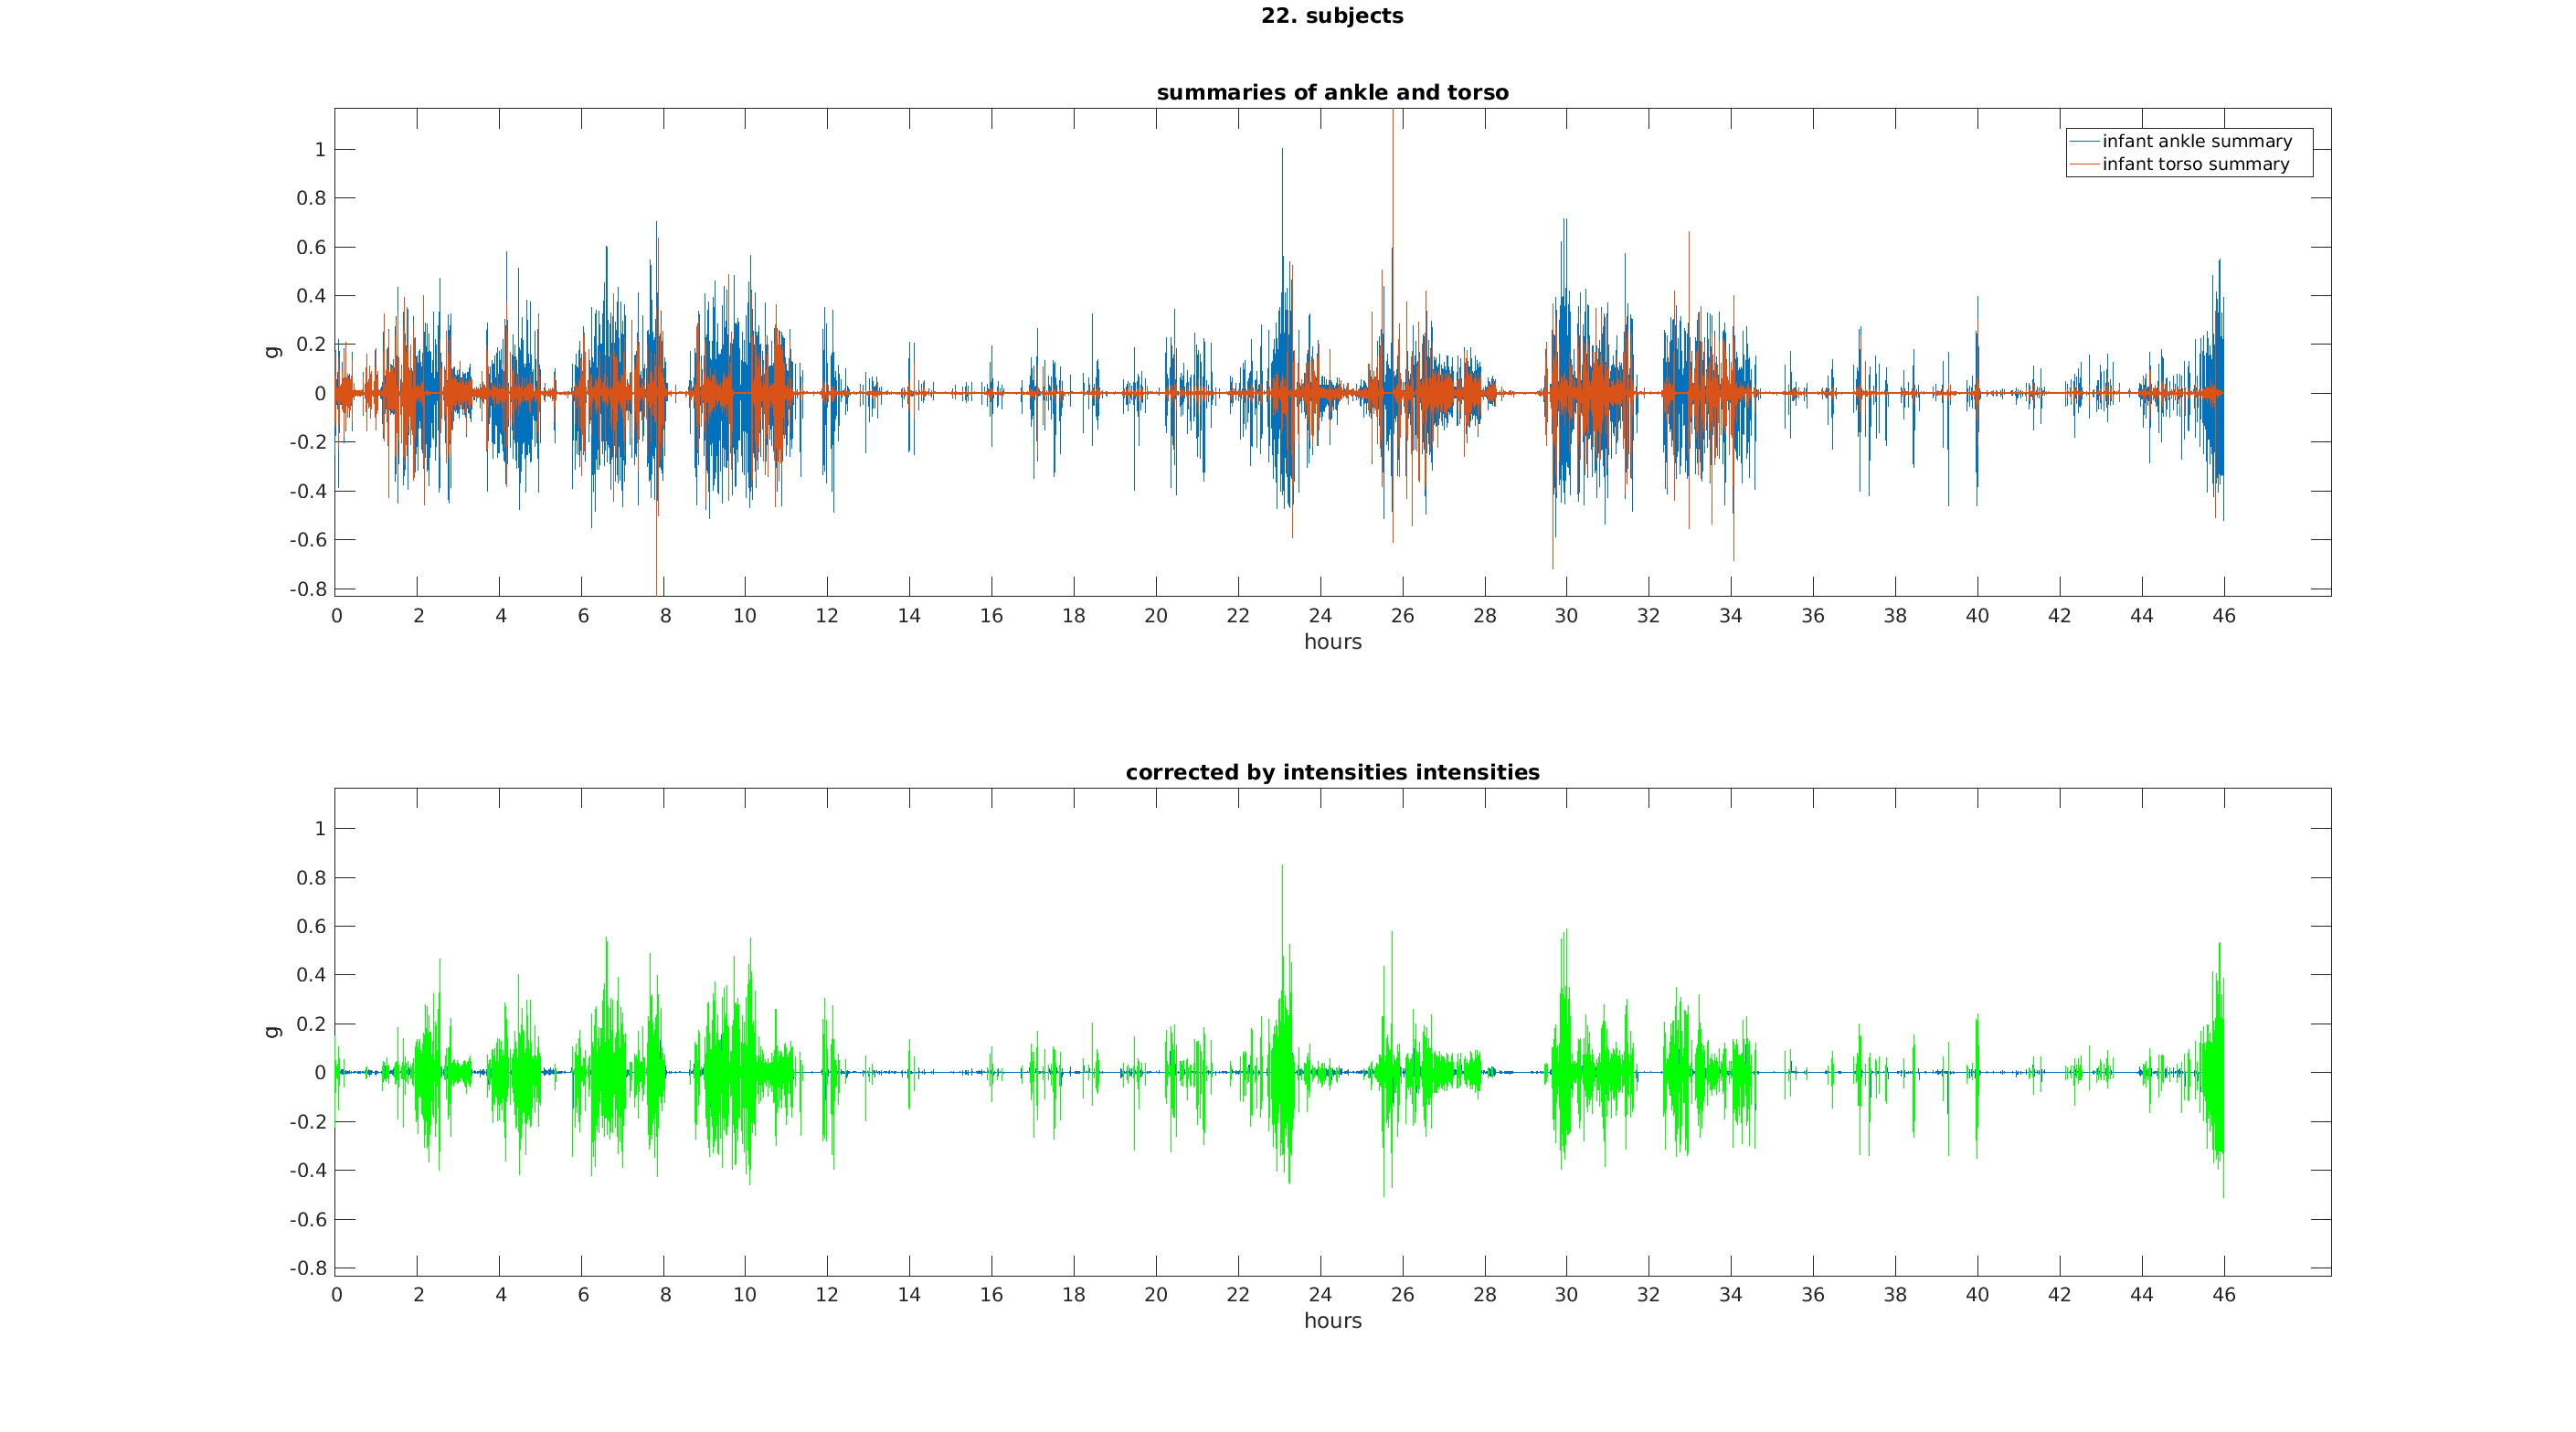 22. subjects
summaries of ankle and torso
infant ankle summary
infant torso summary
1
0.8
0.6
0.4
0.2
0
-0.2
-0.4
-0.6
-0.8
g
0 2 4 6 8 10 12 14 16 18 20 22 24 26 28 30 32 34 36 38 40 42 44 46
hours
corrected by intensities intensities
1
0.8
0.6
0.4
0.2
0
-0.2
-0.4
-0.6
-0.8
g
0 2 4 6 8 10 12 14 16 18 20 22 24 26 28 30 32 34 36 38 40 42 44 46
hours